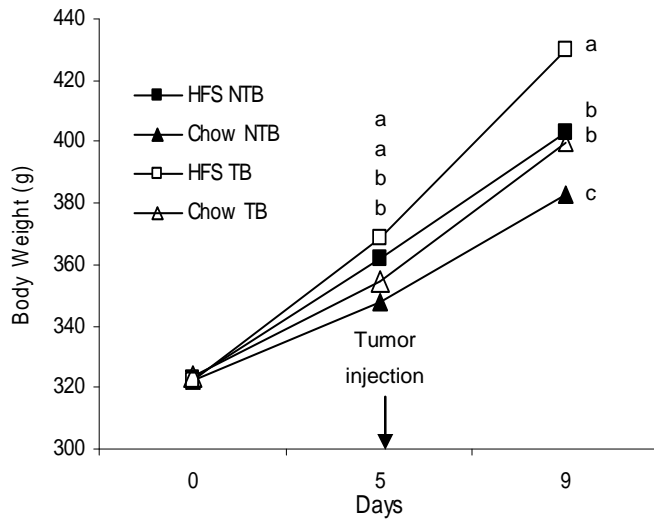 440
420
400
380
360
340
320
300
Body Weight (g)
HFS NTB
Chow NTB
HFS TB
Chow TB
a
a
b
b
a
b
b
c
Tumor
injection
0
5
9
Days